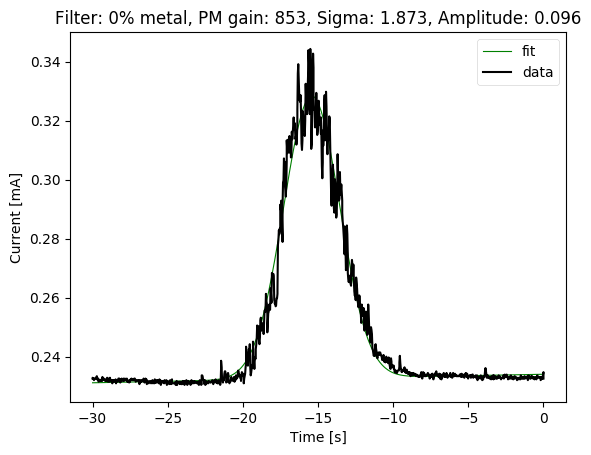 Filter: 0% metal, PM gain: 853, Sigma: 1.873, Amplitude: 0.096
fit
data
0.34
0.32
0.30
0.28
0.26
0.24
Current [mA]
−30
−25
−20
−15
−10
−5
0
Time [s]